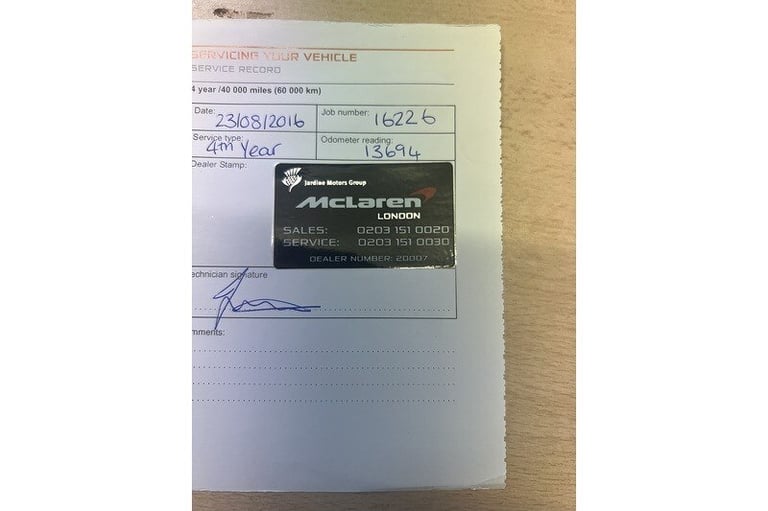 SERVICING YOUR VEHICLE
SERVICE RECORD
4 year /40 000 miles (60 000 km)
Date: 23/08/2016 Job number: 16226
Service type: 4th Year Odometer reading: 13694
Dealer Stamp:
Jardine Motors Group
McLaren
LONDON
SALES: 0203 151 0020
SERVICE: 0203 151 0030
DEALER NUMBER: 20007
echnician signature
mments: